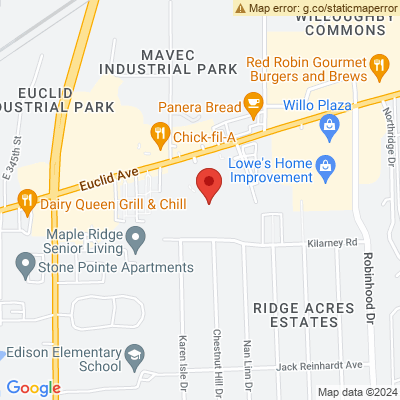 Map error: g.co/staticmaperror
WILLOUGHBY
COMMONS
MAVEC
INDUSTRIAL PARK
Red Robin Gourmet
Burgers and Brews
EUCLID
DUSTRIAL PARK
Panera Bread
Willo Plaza
Chick-fil-A
Northridge Dr
E 345th St
Euclid Ave
Lowe's Home
Improvement
Dairy Queen Grill & Chill
Maple Ridge
Senior Living
Kilarney Rd
Stone Pointe Apartments
Robinhood Dr
RIDGE ACRES
ESTATES
Edison Elementary
School
Karen Isle Dr
Chestnut Hill Dr
Nan Linn Dr
Jack Reinhardt Ave
Google
Map data ©2024